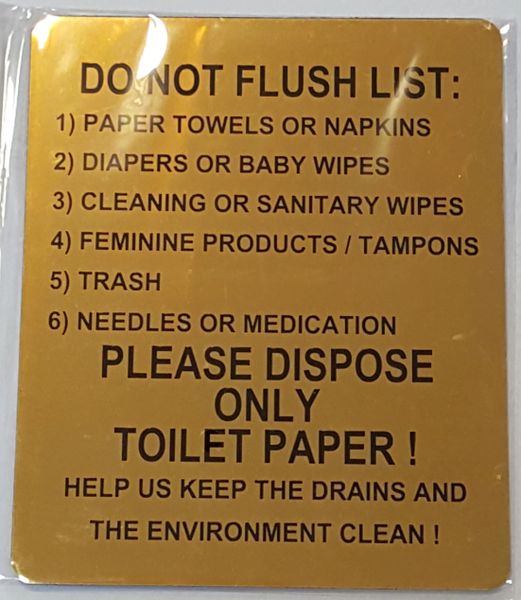 DO NOT FLUSH LIST:
1) PAPER TOWELS OR NAPKINS
2) DIAPERS OR BABY WIPES
3) CLEANING OR SANITARY WIPES
4) FEMININE PRODUCTS / TAMPONS
5) TRASH
6) NEEDLES OR MEDICATION
PLEASE DISPOSE
ONLY
TOILET PAPER !
HELP US KEEP THE DRAINS AND
THE ENVIRONMENT CLEAN !